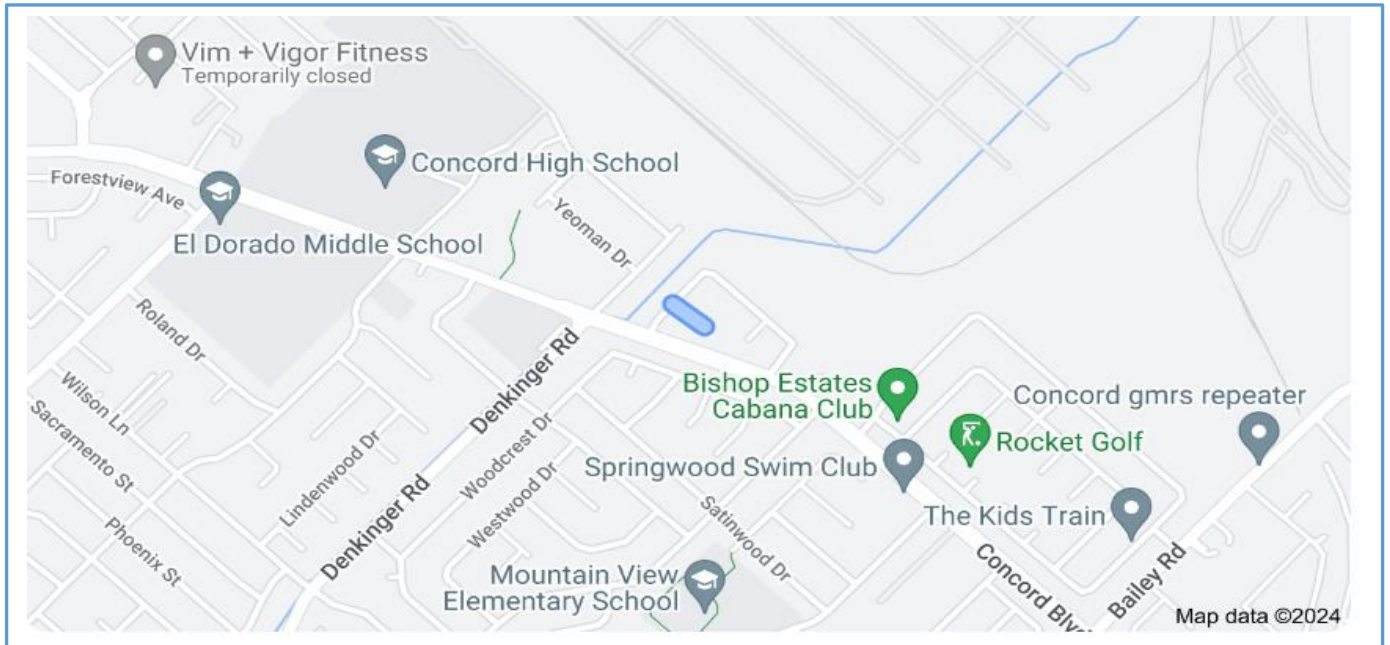 Vim + Vigor Fitness
Temporarily closed
Concord High School
Forestview Ave
El Dorado Middle School
Yeoman Dr
Roland Dr
Denkinger Rd
Bishop Estates
Cabana Club
Concord gmrs repeater
Wilson Ln
Sacramento St
Lindenwood Dr
Woodcrest Dr
Rocket Golf
Springwood Swim Club
Denkinger Rd
Westwood Dr
Satinwood Dr
The Kids Train
Phoenix St
Mountain View
Elementary School
Concord Blvd
Bailey Rd
Map data ©2024